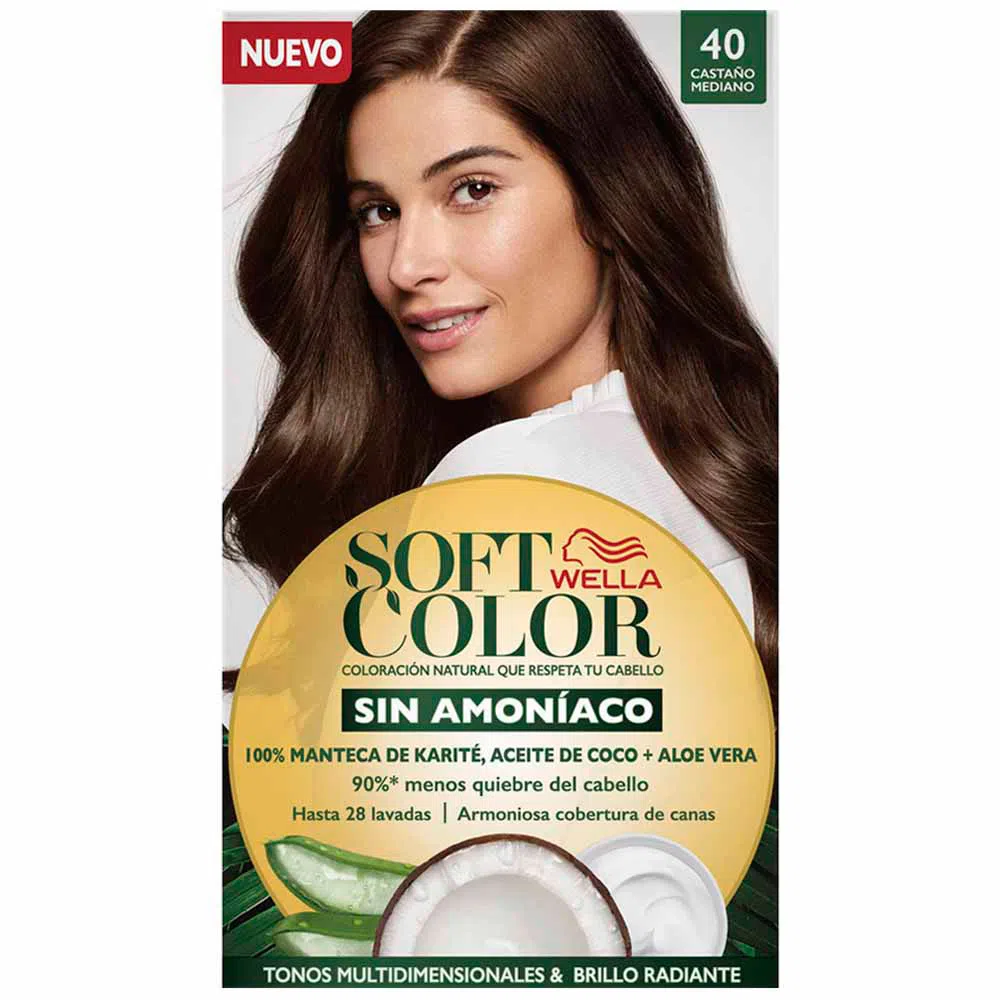 NUEVO
40
CASTAÑO
MEDIANO
SOFT
WELLA
COLOR
COLORACIÓN NATURAL QUE RESPETA TU CABELLO
SIN AMONÍACO
100% MANTECA DE KARITÉ, ACEITE DE COCO + ALOE VERA
90%* menos quiebre del cabello
Hasta 28 lavadas | Armoniosa cobertura de canas
TONOS MULTIDIMENSIONALES & BRILLO RADIANTE